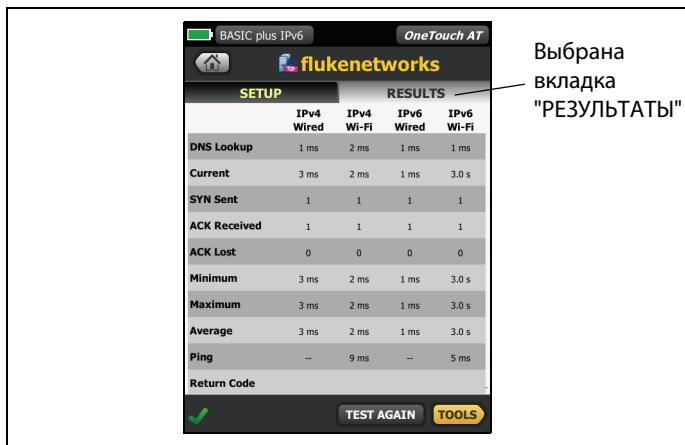 BASIC plus IPv6 OneTouch AT
TCP flukenetworks
SETUP RESULTS
IPv4 IPv4 IPv6 IPv6
Wired Wi-Fi Wired Wi-Fi
DNS Lookup 1 ms 2 ms 1 ms 1 ms
Current 3 ms 2 ms 1 ms 3.0 s
SYN Sent 1 1 1 1
ACK Received 1 1 1 1
ACK Lost 0 0 0 0
Minimum 3 ms 2 ms 1 ms 3.0 s
Maximum 3 ms 2 ms 1 ms 3.0 s
Average 3 ms 2 ms 1 ms 3.0 s
Ping -- 9 ms -- 5 ms
Return Code
TEST AGAIN TOOLS
Выбрана
вкладка
"РЕЗУЛЬТАТЫ"